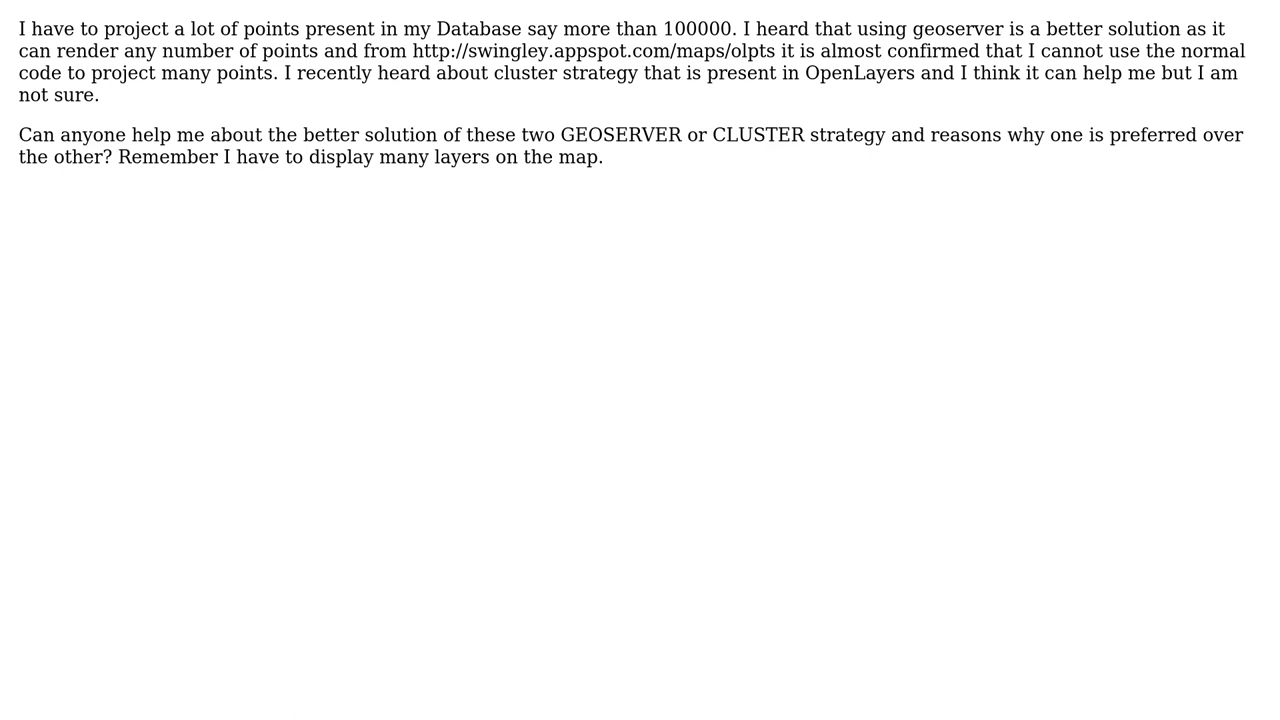 I have to project a lot of points present in my Database say more than 100000. I heard that using geoserver is a better solution as it
can render any number of points and from http://swingley.appspot.com/maps/olpts it is almost confirmed that I cannot use the normal
code to project many points. I recently heard about cluster strategy that is present in OpenLayers and I think it can help me but I am
not sure.
Can anyone help me about the better solution of these two GEOSERVER or CLUSTER strategy and reasons why one is preferred over
the other? Remember I have to display many layers on the map.